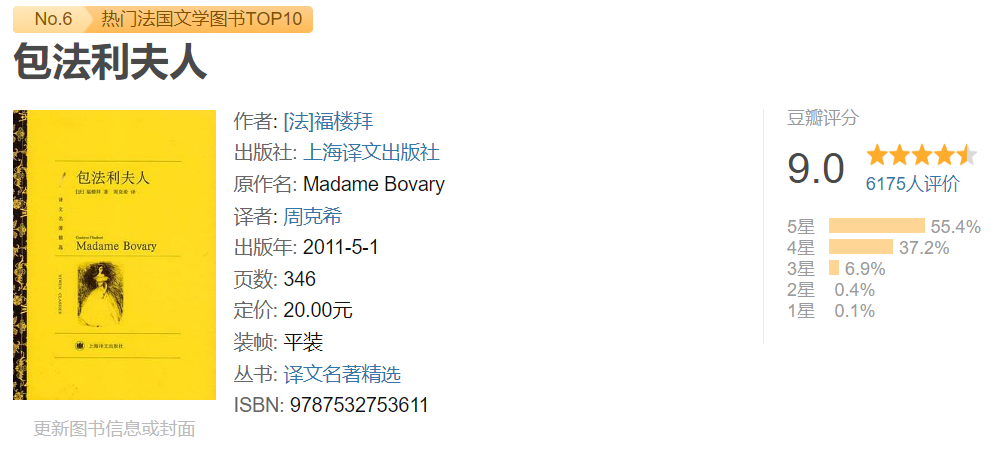 No.6 热门法国文学图书TOP10
包法利夫人
包法利夫人
[法] 福楼拜 著 周克希 译
译文名著精选
Gustave Flaubert
Madame Bovary
YIWEN CLASSICS
上海译文出版社
更新图书信息或封面
作者: [法]福楼拜
出版社: 上海译文出版社
原作名: Madame Bovary
译者: 周克希
出版年: 2011-5-1
页数: 346
定价: 20.00元
装帧: 平装
丛书: 译文名著精选
ISBN: 9787532753611
豆瓣评分
9.0
6175人评价
5星 55.4%
4星 37.2%
3星 6.9%
2星 0.4%
1星 0.1%